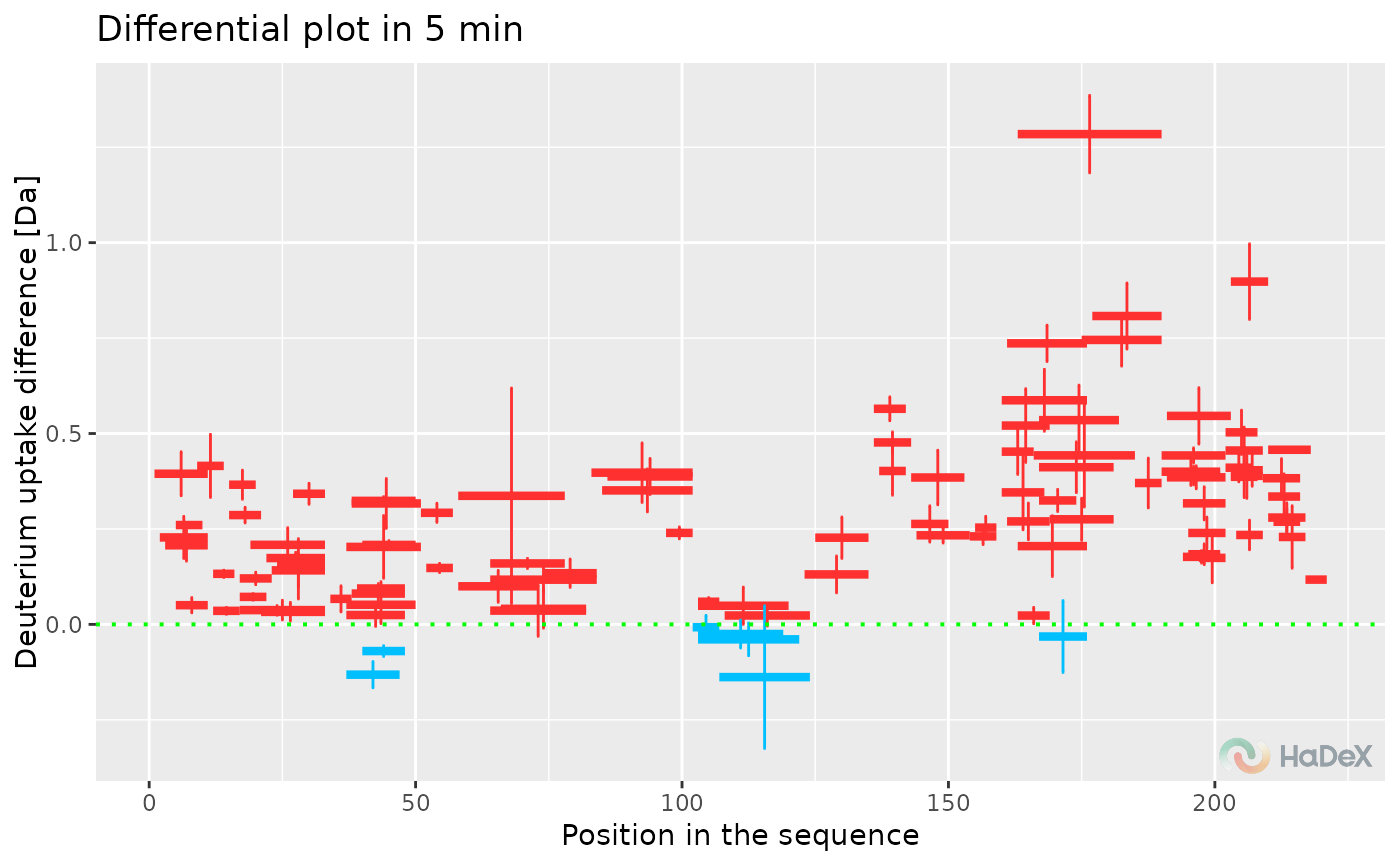 Differential plot in 5 min
Deuterium uptake difference [Da]
1.0
0.5
0.0
0 50 100 150 200
Position in the sequence
HaDeX